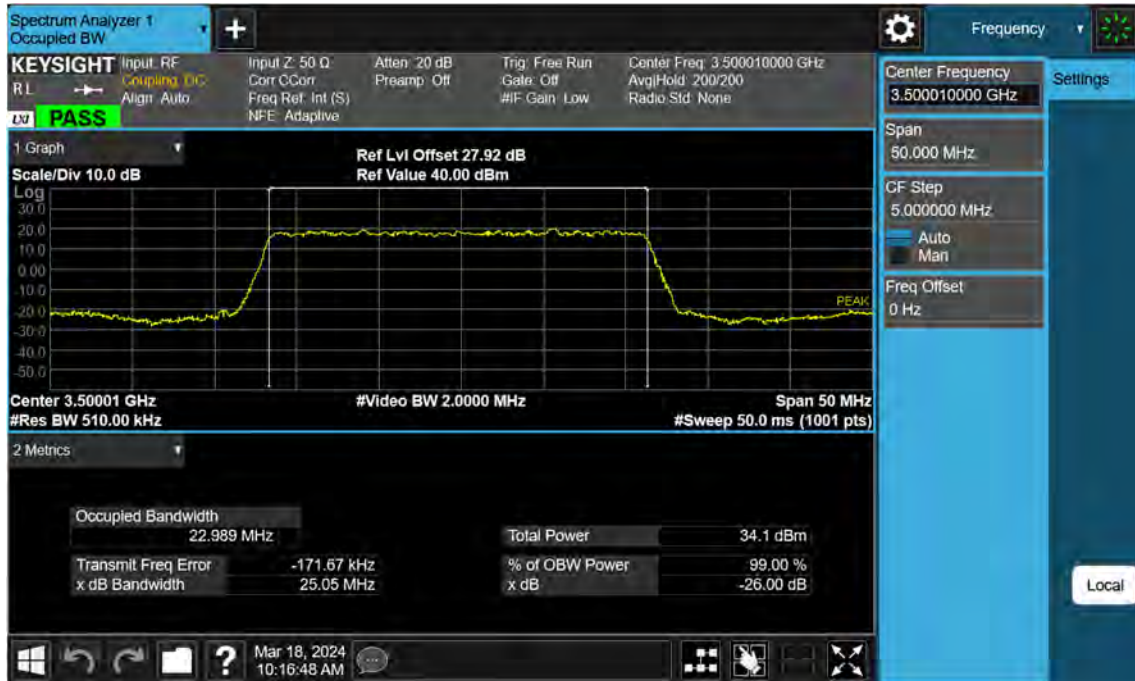 Spectrum Analyzer 1
Occupied BW
+
Frequency
KEYSIGHT
Input: RF
Input Z: 50 Ω
Atten: 20 dB
Trig: Free Run
Center Freq: 3.500010000 GHz
RL
Coupling: DC
Corr CCorr
Preamp: Off
Gate: Off
Avg|Hold: 200/200
Align: Auto
Freq Ref: Int (S)
#IF Gain: Low
Radio Std: None
LXI
PASS
NFE: Adaptive
Center Frequency
3.500010000 GHz
Settings
Span
50.000 MHz
CF Step
5.000000 MHz
Auto
Man
Freq Offset
0 Hz
Local
1 Graph
Ref Lvl Offset 27.92 dB
Scale/Div 10.0 dB
Ref Value 40.00 dBm
Log
30.0
20.0
10.0
0.00
-10.0
-20.0
-30.0
-40.0
-50.0
PEAK
Center 3.50001 GHz
#Video BW 2.0000 MHz
Span 50 MHz
#Res BW 510.00 kHz
#Sweep 50.0 ms (1001 pts)
2 Metrics
Occupied Bandwidth
22.989 MHz
Total Power
34.1 dBm
Transmit Freq Error
-171.67 kHz
% of OBW Power
99.00 %
x dB Bandwidth
25.05 MHz
x dB
-26.00 dB
?
Mar 18, 2024
10:16:48 AM